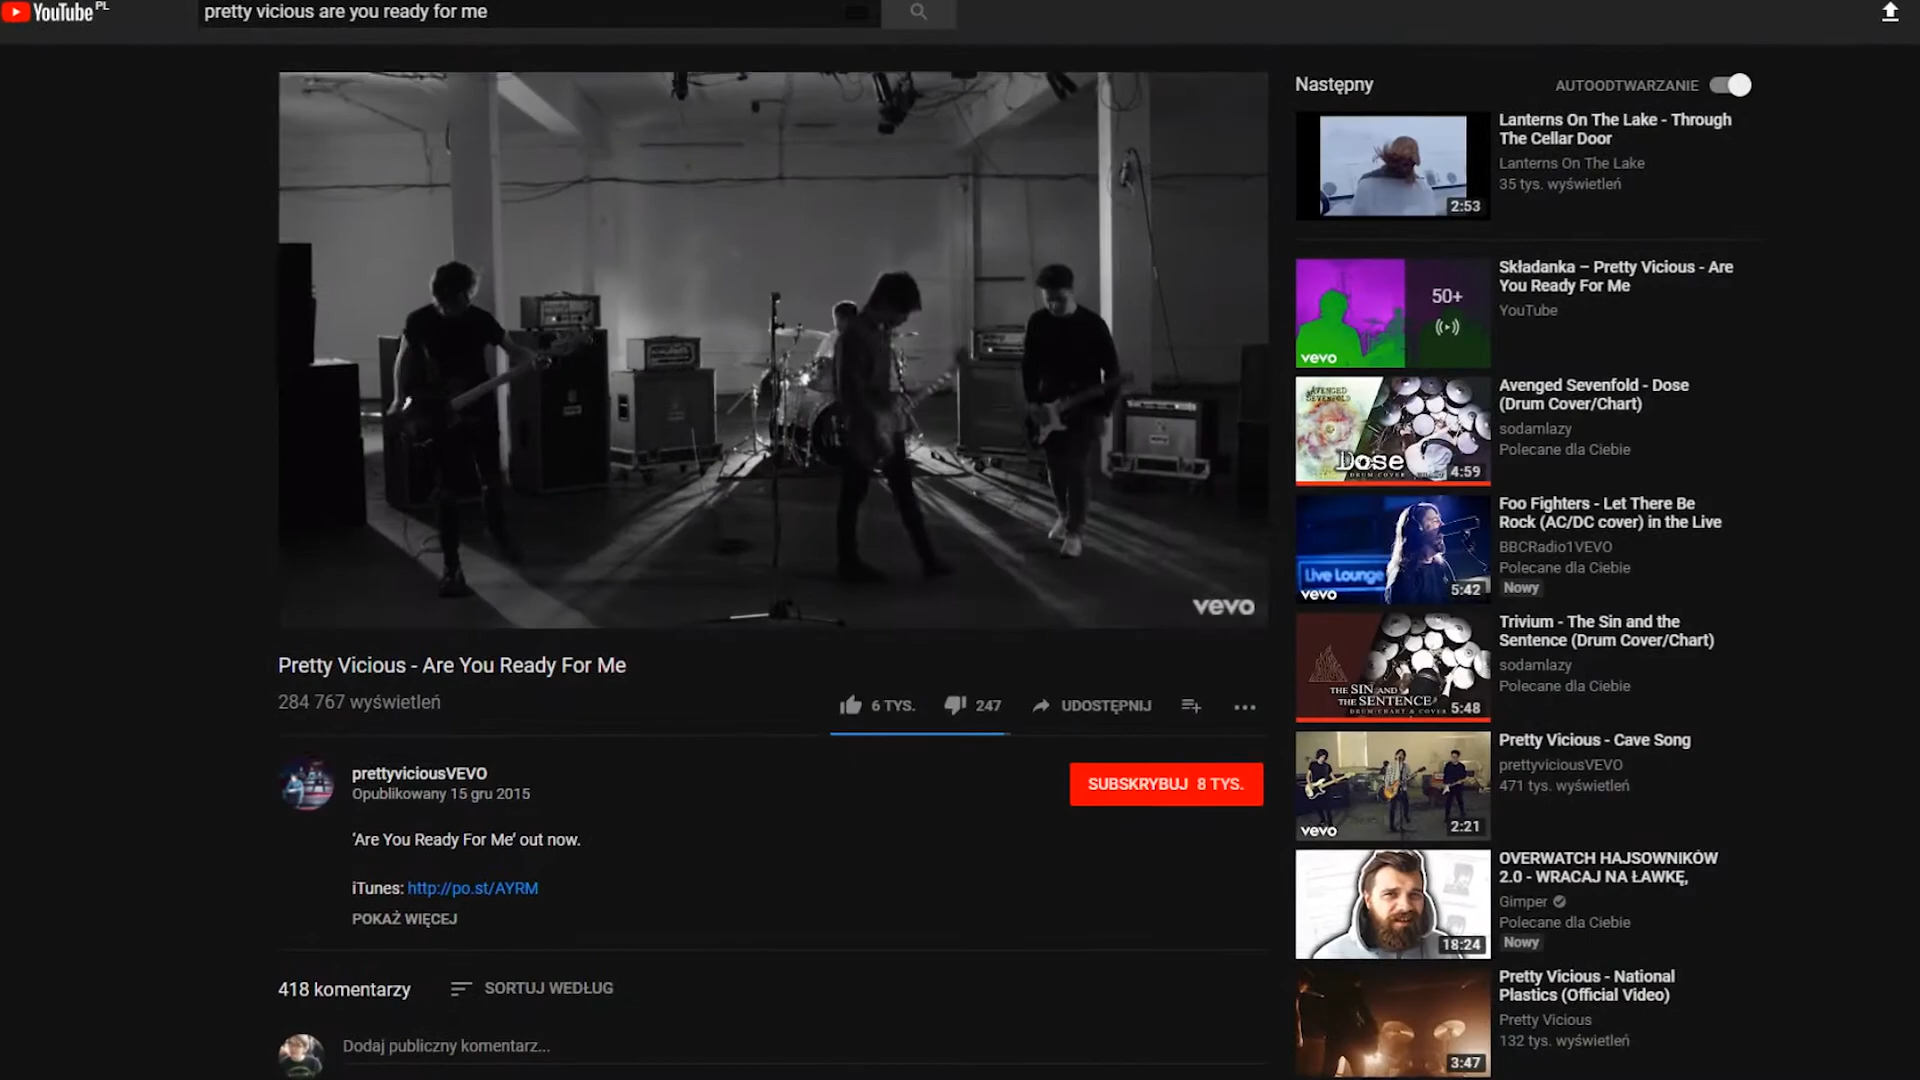 YouTube PL
pretty vicious are you ready for me
vevo
Pretty Vicious - Are You Ready For Me
284 767 wyświetleń
6 TYS.
247
UDOSTĘPNIJ
prettyviciousVEVO
Opublikowany 15 gru 2015
SUBSKRYBUJ 8 TYS.
‘Are You Ready For Me’ out now.
iTunes: http://po.st/AYRM
POKAŻ WIĘCEJ
418 komentarzy
SORTUJ WEDŁUG
Dodaj publiczny komentarz...
Następny
AUTOODTWARZANIE
2:53
Lanterns On The Lake - Through
The Cellar Door
Lanterns On The Lake
35 tys. wyświetleń
50+
vevo
Składanka – Pretty Vicious - Are
You Ready For Me
YouTube
AVENGED
SEVENFOLD
Dose
DRUM COVER
4:59
Avenged Sevenfold - Dose
(Drum Cover/Chart)
sodamlazy
Polecane dla Ciebie
Live Lounge
vevo
5:42
Foo Fighters - Let There Be
Rock (AC/DC cover) in the Live
BBCRadio1VEVO
Polecane dla Ciebie
Nowy
THE SIN AND
THE SENTENCE
DRUM CHART & COVER
5:48
Trivium - The Sin and the
Sentence (Drum Cover/Chart)
sodamlazy
Polecane dla Ciebie
vevo
2:21
Pretty Vicious - Cave Song
prettyviciousVEVO
471 tys. wyświetleń
18:24
OVERWATCH HAJSOWNIKÓW
2.0 - WRACAJ NA ŁAWKĘ,
Gimper
Polecane dla Ciebie
Nowy
3:47
Pretty Vicious - National
Plastics (Official Video)
Pretty Vicious
132 tys. wyświetleń